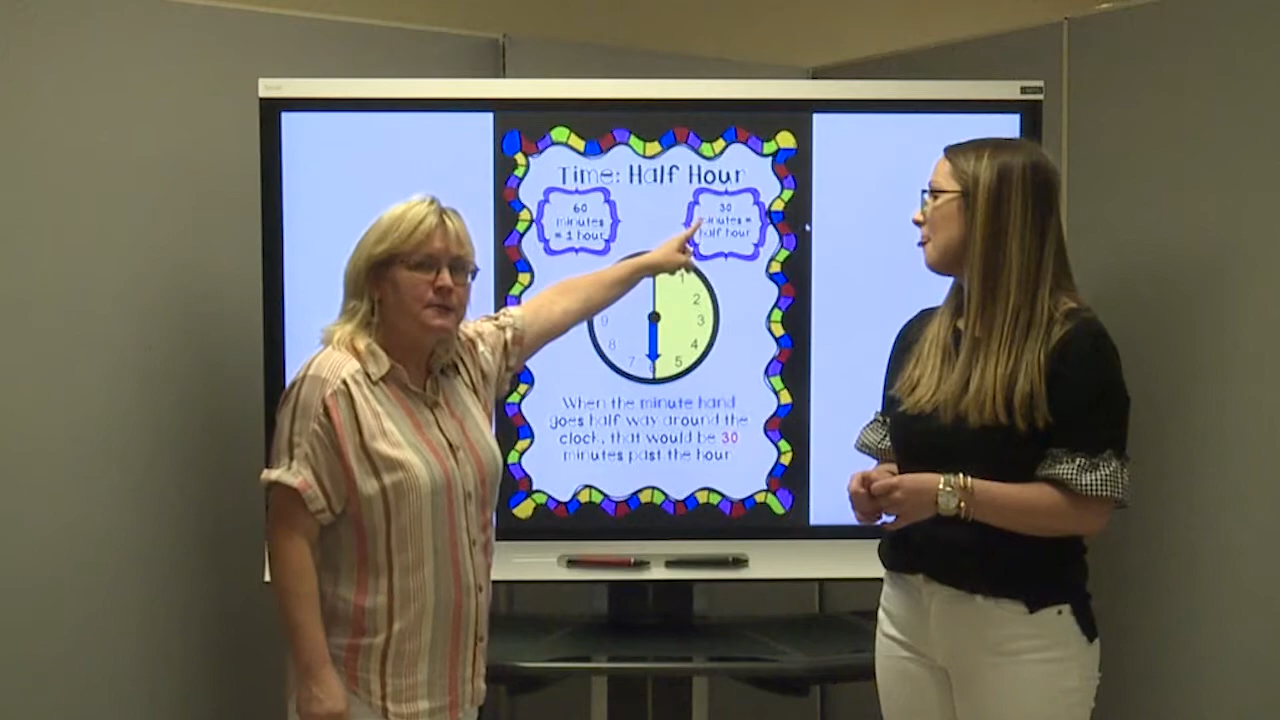 Time: Half Hour
60
minutes
= 1 hour
30
minutes =
half hour
1
2
3
4
5
6
7
8
9
When the minute hand
goes half way around the
clock, that would be 30
minutes past the hour